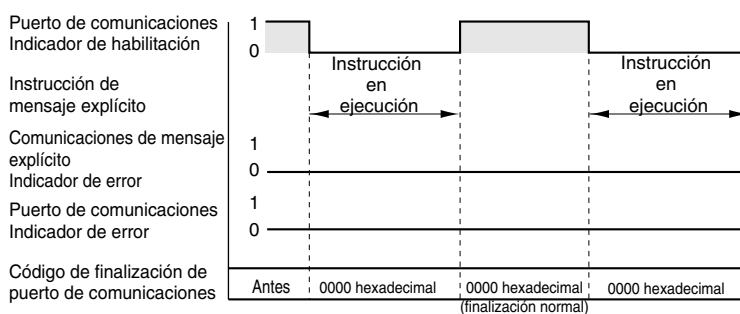 Puerto de comunicaciones
Indicador de habilitación
1
0
Instrucción de
mensaje explícito
Instrucción
en
ejecución
Instrucción
en
ejecución
Comunicaciones de mensaje
explícito
Indicador de error
1
0
Puerto de comunicaciones
Indicador de error
1
0
Código de finalización de
puerto de comunicaciones
Antes
0000 hexadecimal
0000 hexadecimal
(finalización normal)
0000 hexadecimal